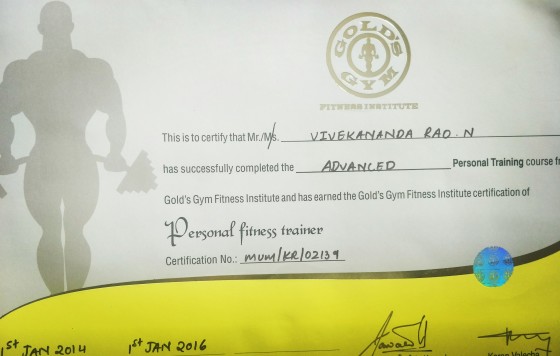 GOLD'S GYM
FITNESS INSTITUTE
This is to certify that Mr./Ms. VIVEKANANDA RAO. N
has successfully completed the ADVANCED Personal Training course
Gold's Gym Fitness Institute and has earned the Gold's Gym Fitness Institute certification of
Personal fitness trainer
Certification No.: MUM/KR/02139
1st JAN 2014 1st JAN 2016